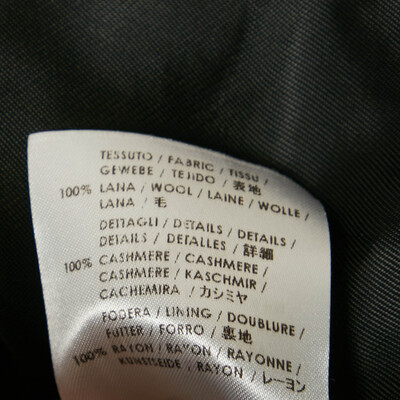 TESSUTO / FABRIC / TISSU /
GEWEBE / TEJIDO / 表地
100% LANA / WOOL / LAINE / WOLLE /
LANA / 毛
DETTAGLI / DETAILS / DETAILS /
DETAILS / DETALLES / 詳細
100% CASHMERE / CASHMERE /
CASHMERE / KASCHMIR /
CACHEMIRA / カシミヤ
FODERA / LINING / DOUBLURE /
FUTTER / FORRO / 裏地
100% RAYON / RAYON / RAYONNE /
KUNSTSEIDE / RAYON / レーヨン